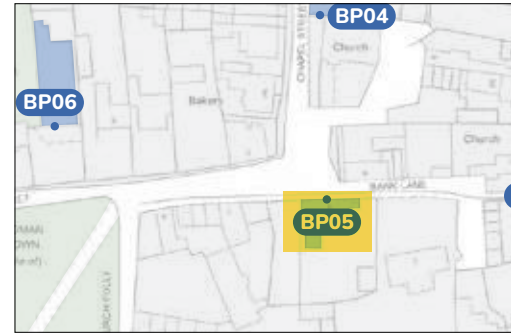 BP04
CHAPEL STREET
Church
BP06
Bakery
Church
BANK LANE
BP05